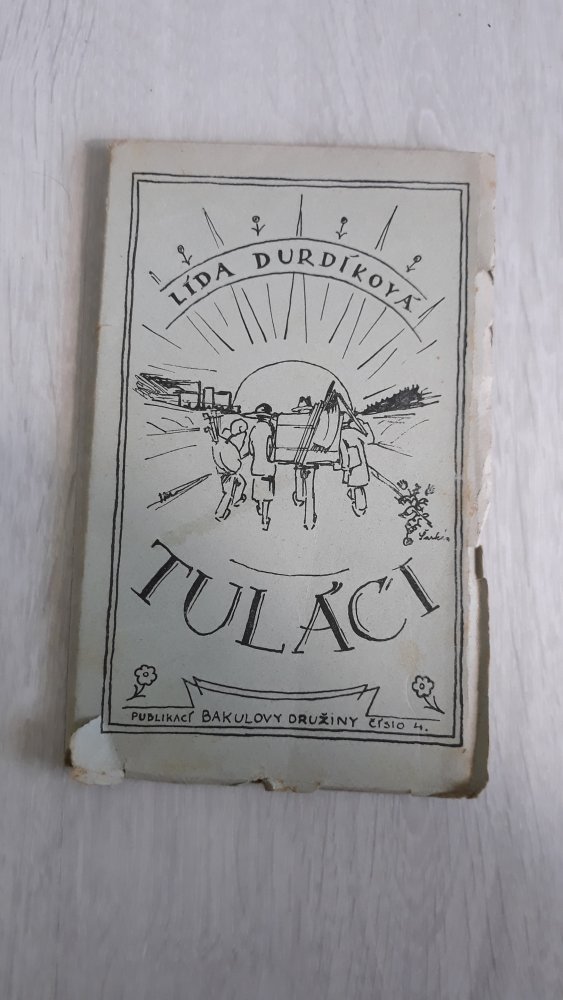 LÍDA DURDÍKOVÁ
TULÁCI
PUBLIKACÍ BAKULOVY DRUŽINY ČÍSLO 4.